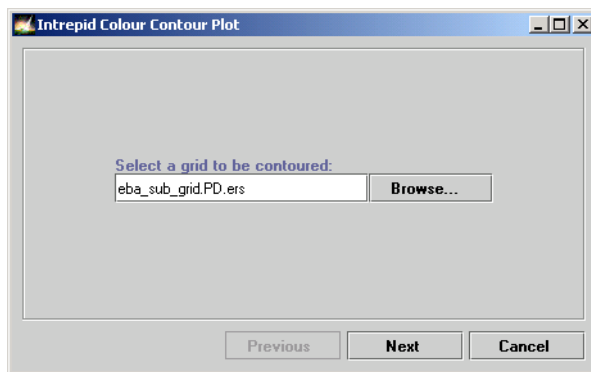 Intrepid Colour Contour Plot
Select a grid to be contoured:
eba_sub_grid.PD.ers Browse...
Previous Next Cancel